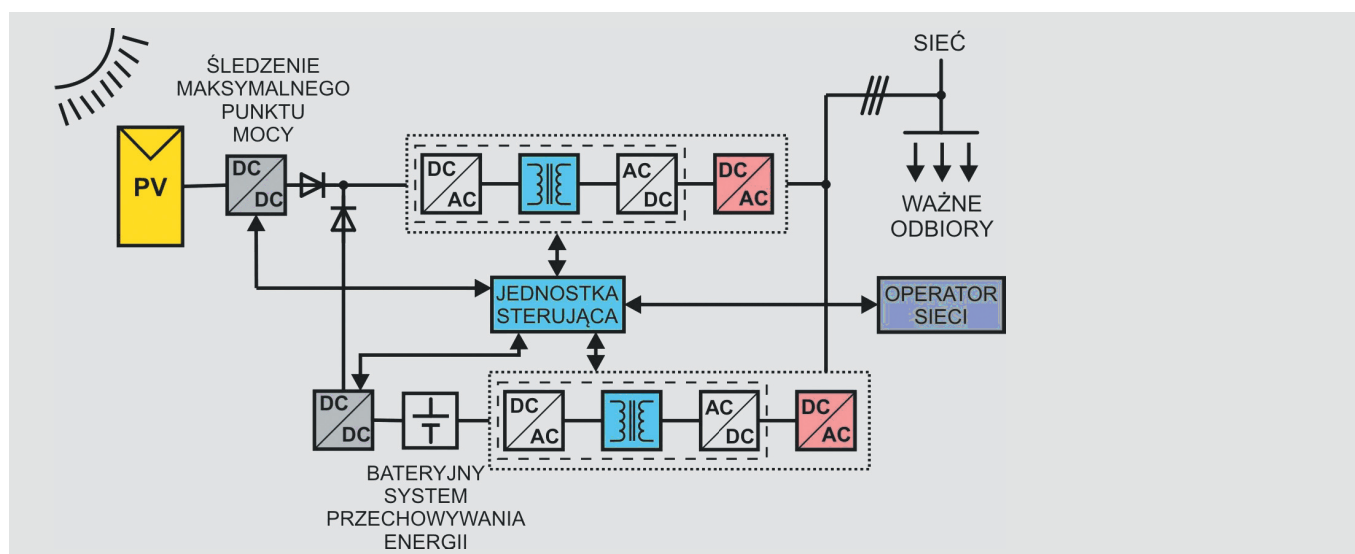 SIEĆ
ŚLEDZENIE
MAKSYMALNEGO
PUNKTU
MOCY
PV
DC
DC
DC
AC
AC
DC
DC
AC
WAŻNE
ODBIORY
JEDNOSTKA
STERUJĄCA
OPERATOR
SIECI
DC
DC
DC
AC
AC
DC
DC
AC
BATERYJNY
SYSTEM
PRZECHOWYWANIA
ENERGII